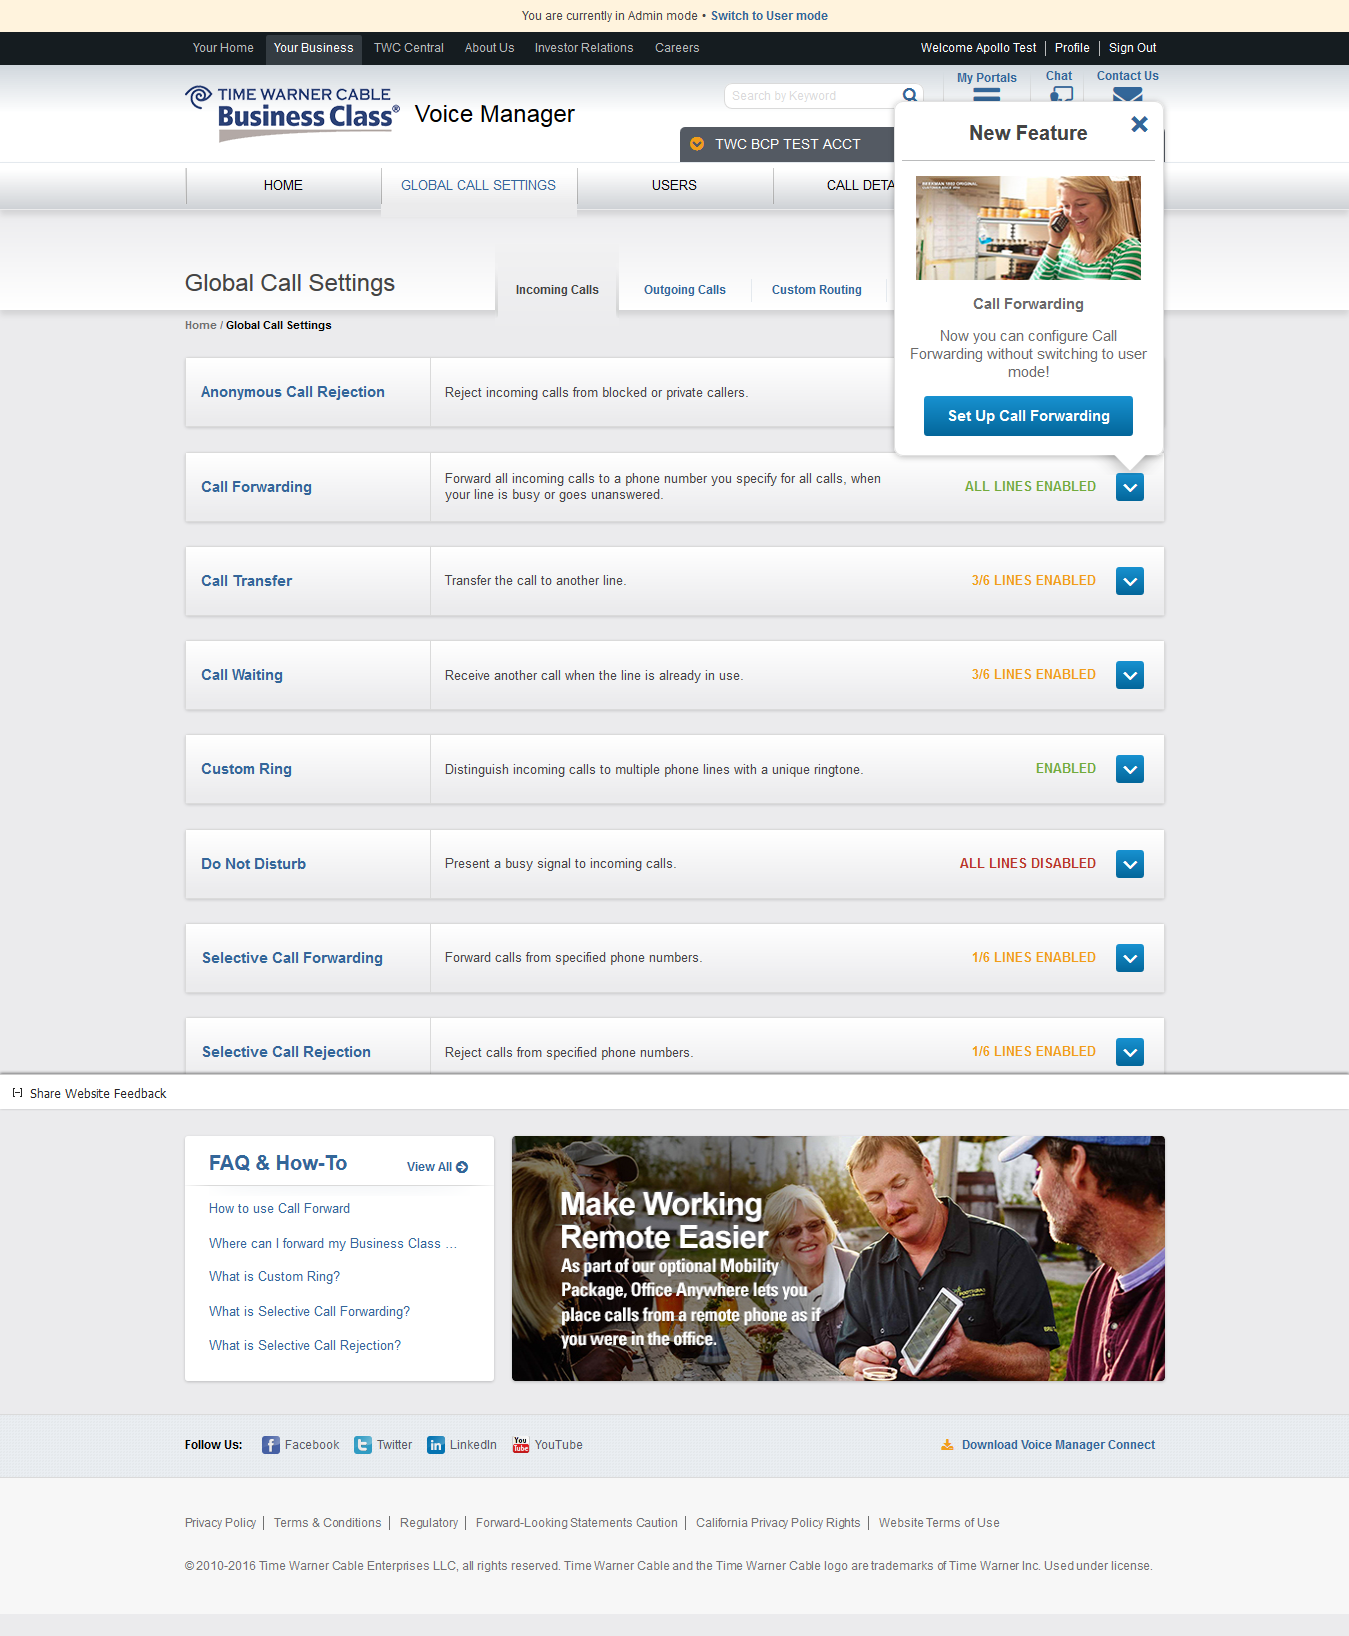 You are currently in Admin mode • Switch to User mode
Your Home Your Business TWC Central About Us Investor Relations Careers Welcome Apollo Test Profile Sign Out
My Portals Chat Contact Us
TIME WARNER CABLE
Business Class® Voice Manager
Search by Keyword
TWC BCP TEST ACCT
HOME GLOBAL CALL SETTINGS USERS CALL DETA
New Feature
Call Forwarding
Now you can configure Call
Forwarding without switching to user
mode!
Set Up Call Forwarding
Global Call Settings
Incoming Calls Outgoing Calls Custom Routing
Home / Global Call Settings
Anonymous Call Rejection Reject incoming calls from blocked or private callers.
Call Forwarding Forward all incoming calls to a phone number you specify for all calls, when
your line is busy or goes unanswered.
ALL LINES ENABLED
Call Transfer Transfer the call to another line. 3/6 LINES ENABLED
Call Waiting Receive another call when the line is already in use. 3/6 LINES ENABLED
Custom Ring Distinguish incoming calls to multiple phone lines with a unique ringtone. ENABLED
Do Not Disturb Present a busy signal to incoming calls. ALL LINES DISABLED
Selective Call Forwarding Forward calls from specified phone numbers. 1/6 LINES ENABLED
Selective Call Rejection Reject calls from specified phone numbers. 1/6 LINES ENABLED
[-] Share Website Feedback
FAQ & How-To View All
How to use Call Forward
Where can I forward my Business Class ...
What is Custom Ring?
What is Selective Call Forwarding?
What is Selective Call Rejection?
Make Working
Remote Easier
As part of our optional Mobility
Package, Office Anywhere lets you
place calls from a remote phone as if
you were in the office.
Follow Us: Facebook Twitter LinkedIn YouTube Download Voice Manager Connect
Privacy Policy Terms & Conditions Regulatory Forward-Looking Statements Caution California Privacy Policy Rights Website Terms of Use
© 2010-2016 Time Warner Cable Enterprises LLC, all rights reserved. Time Warner Cable and the Time Warner Cable logo are trademarks of Time Warner Inc. Used under license.